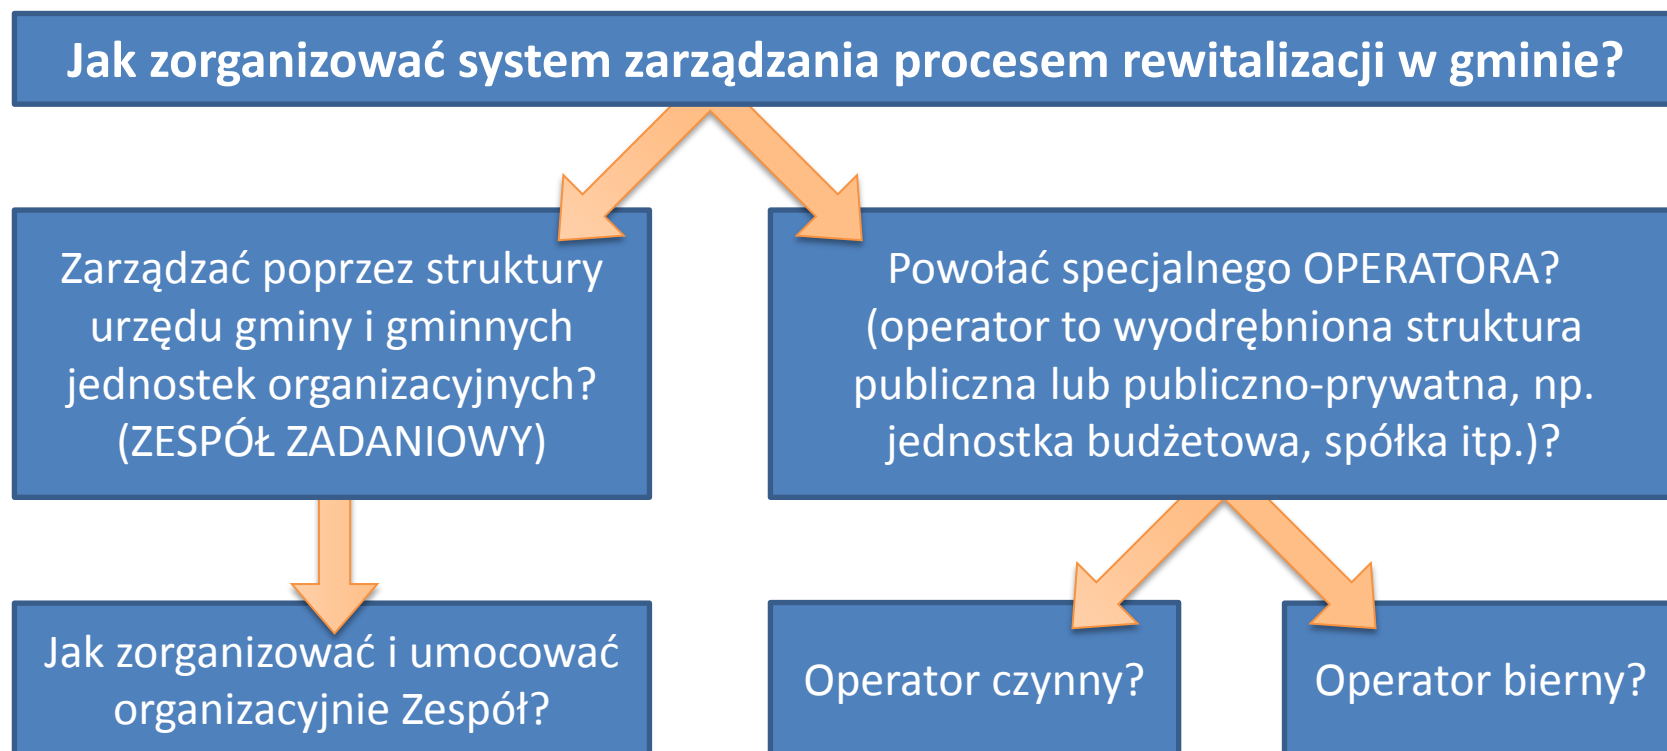 Jak zorganizować system zarządzania procesem rewitalizacji w gminie?
Zarządzać poprzez struktury
urzędu gminy i gminnych
jednostek organizacyjnych?
(ZESPÓŁ ZADANIOWY)
Powołać specjalnego OPERATORA?
(operator to wyodrębniona struktura
publiczna lub publiczno-prywatna, np.
jednostka budżetowa, spółka itp.)?
Jak zorganizować i umocować
organizacyjnie Zespół?
Operator czynny?
Operator bierny?